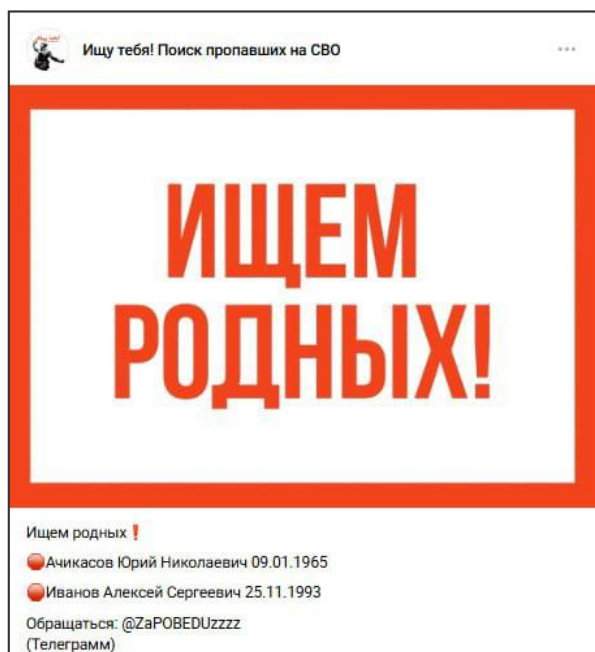 Ищу тебя! Поиск пропавших на СВО
ИЩЕМ
РОДНЫХ!
Ищем родных❗
🔴Ачикасов Юрий Николаевич 09.01.1965
🔴Иванов Алексей Сергеевич 25.11.1993
Обращаться: @ZaPOBEDUzzzz
(Телеграмм)